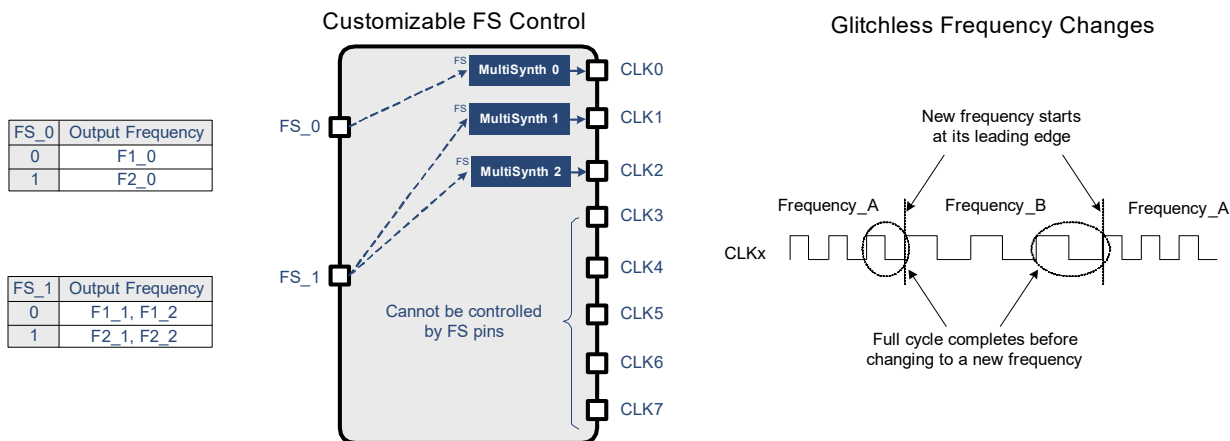 Customizable FS Control
Glitchless Frequency Changes
FS_0 Output Frequency
0 F1_0
1 F2_0
FS_1 Output Frequency
0 F1_1, F1_2
1 F2_1, F2_2
FS_0
FS_1
FS
MultiSynth 0
FS
MultiSynth 1
FS
MultiSynth 2
CLK0
CLK1
CLK2
CLK3
CLK4
CLK5
CLK6
CLK7
Cannot be controlled
by FS pins
New frequency starts
at its leading edge
Frequency_A
Frequency_B
Frequency_A
CLKx
Full cycle completes before
changing to a new frequency